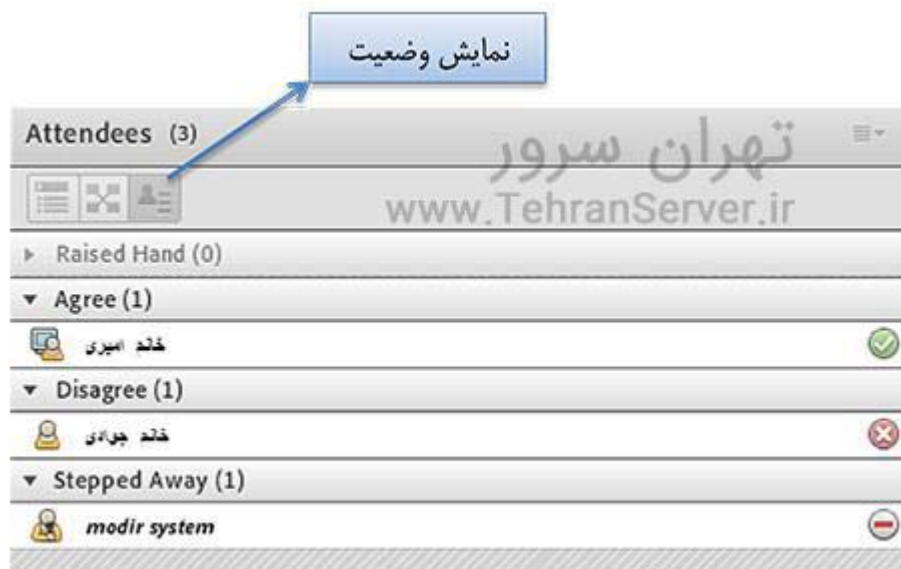 نمایش وضعیت
Attendees (3)
تهران سرور
www.TehranServer.ir
Raised Hand (0)
Agree (1)
خانم امیری
Disagree (1)
خانم جوادی
Stepped Away (1)
modir system